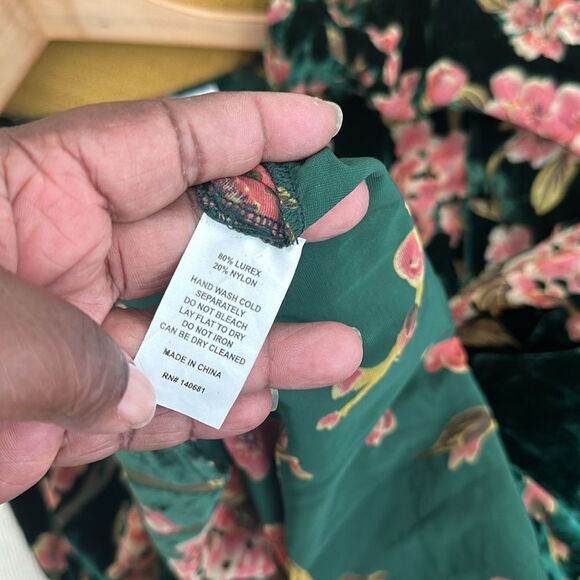 80% LUREX
20% NYLON
HAND WASH COLD
SEPARATELY
DO NOT BLEACH
LAY FLAT TO DRY
DO NOT IRON
CAN BE DRY CLEANED
MADE IN CHINA
RN# 140681